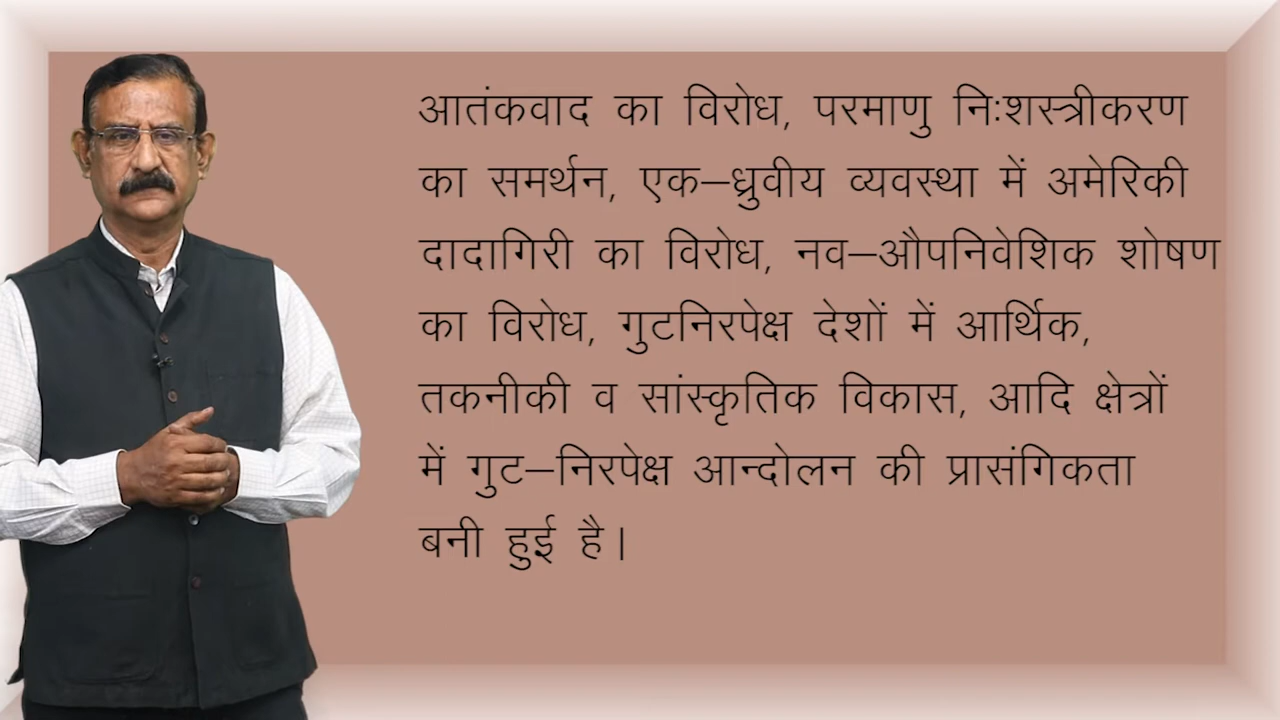 आतंकवाद का विरोध, परमाणु निःशस्त्रीकरण
का समर्थन, एक–ध्रुवीय व्यवस्था में अमेरिकी
दादागिरी का विरोध, नव–औपनिवेशिक शोषण
का विरोध, गुटनिरपेक्ष देशों में आर्थिक,
तकनीकी व सांस्कृतिक विकास, आदि क्षेत्रों
में गुट–निरपेक्ष आन्दोलन की प्रासंगिकता
बनी हुई है।